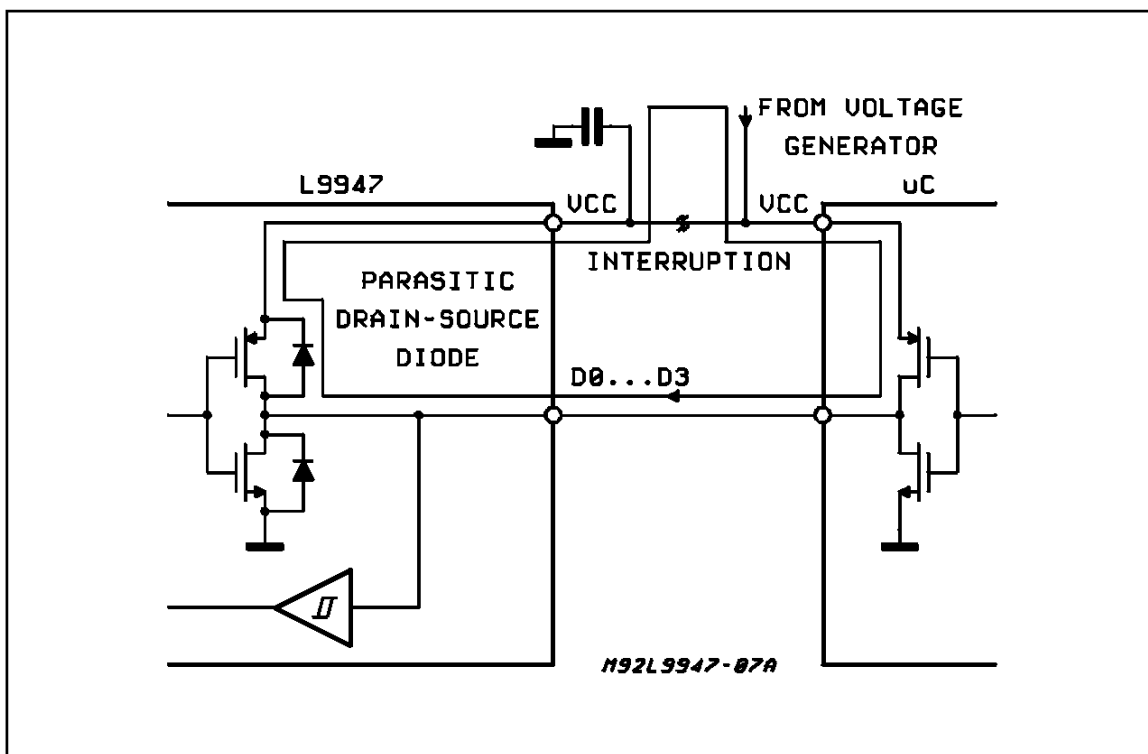 FROM VOLTAGE
GENERATOR
L9947
VCC
VCC
uC
INTERRUPTION
PARASITIC
DRAIN-SOURCE
DIODE
D0...D3
M92L9947-07A